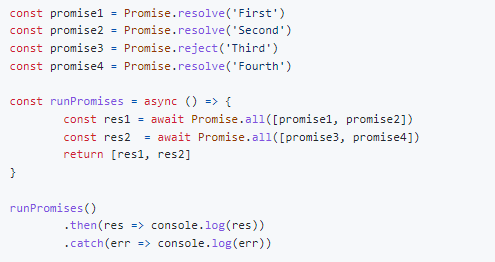 const promise1 = Promise.resolve('First')
const promise2 = Promise.resolve('Second')
const promise3 = Promise.reject('Third')
const promise4 = Promise.resolve('Fourth')

const runPromises = async () => {
        const res1 = await Promise.all([promise1, promise2])
        const res2  = await Promise.all([promise3, promise4])
        return [res1, res2]
}

runPromises()
        .then(res => console.log(res))
        .catch(err => console.log(err))